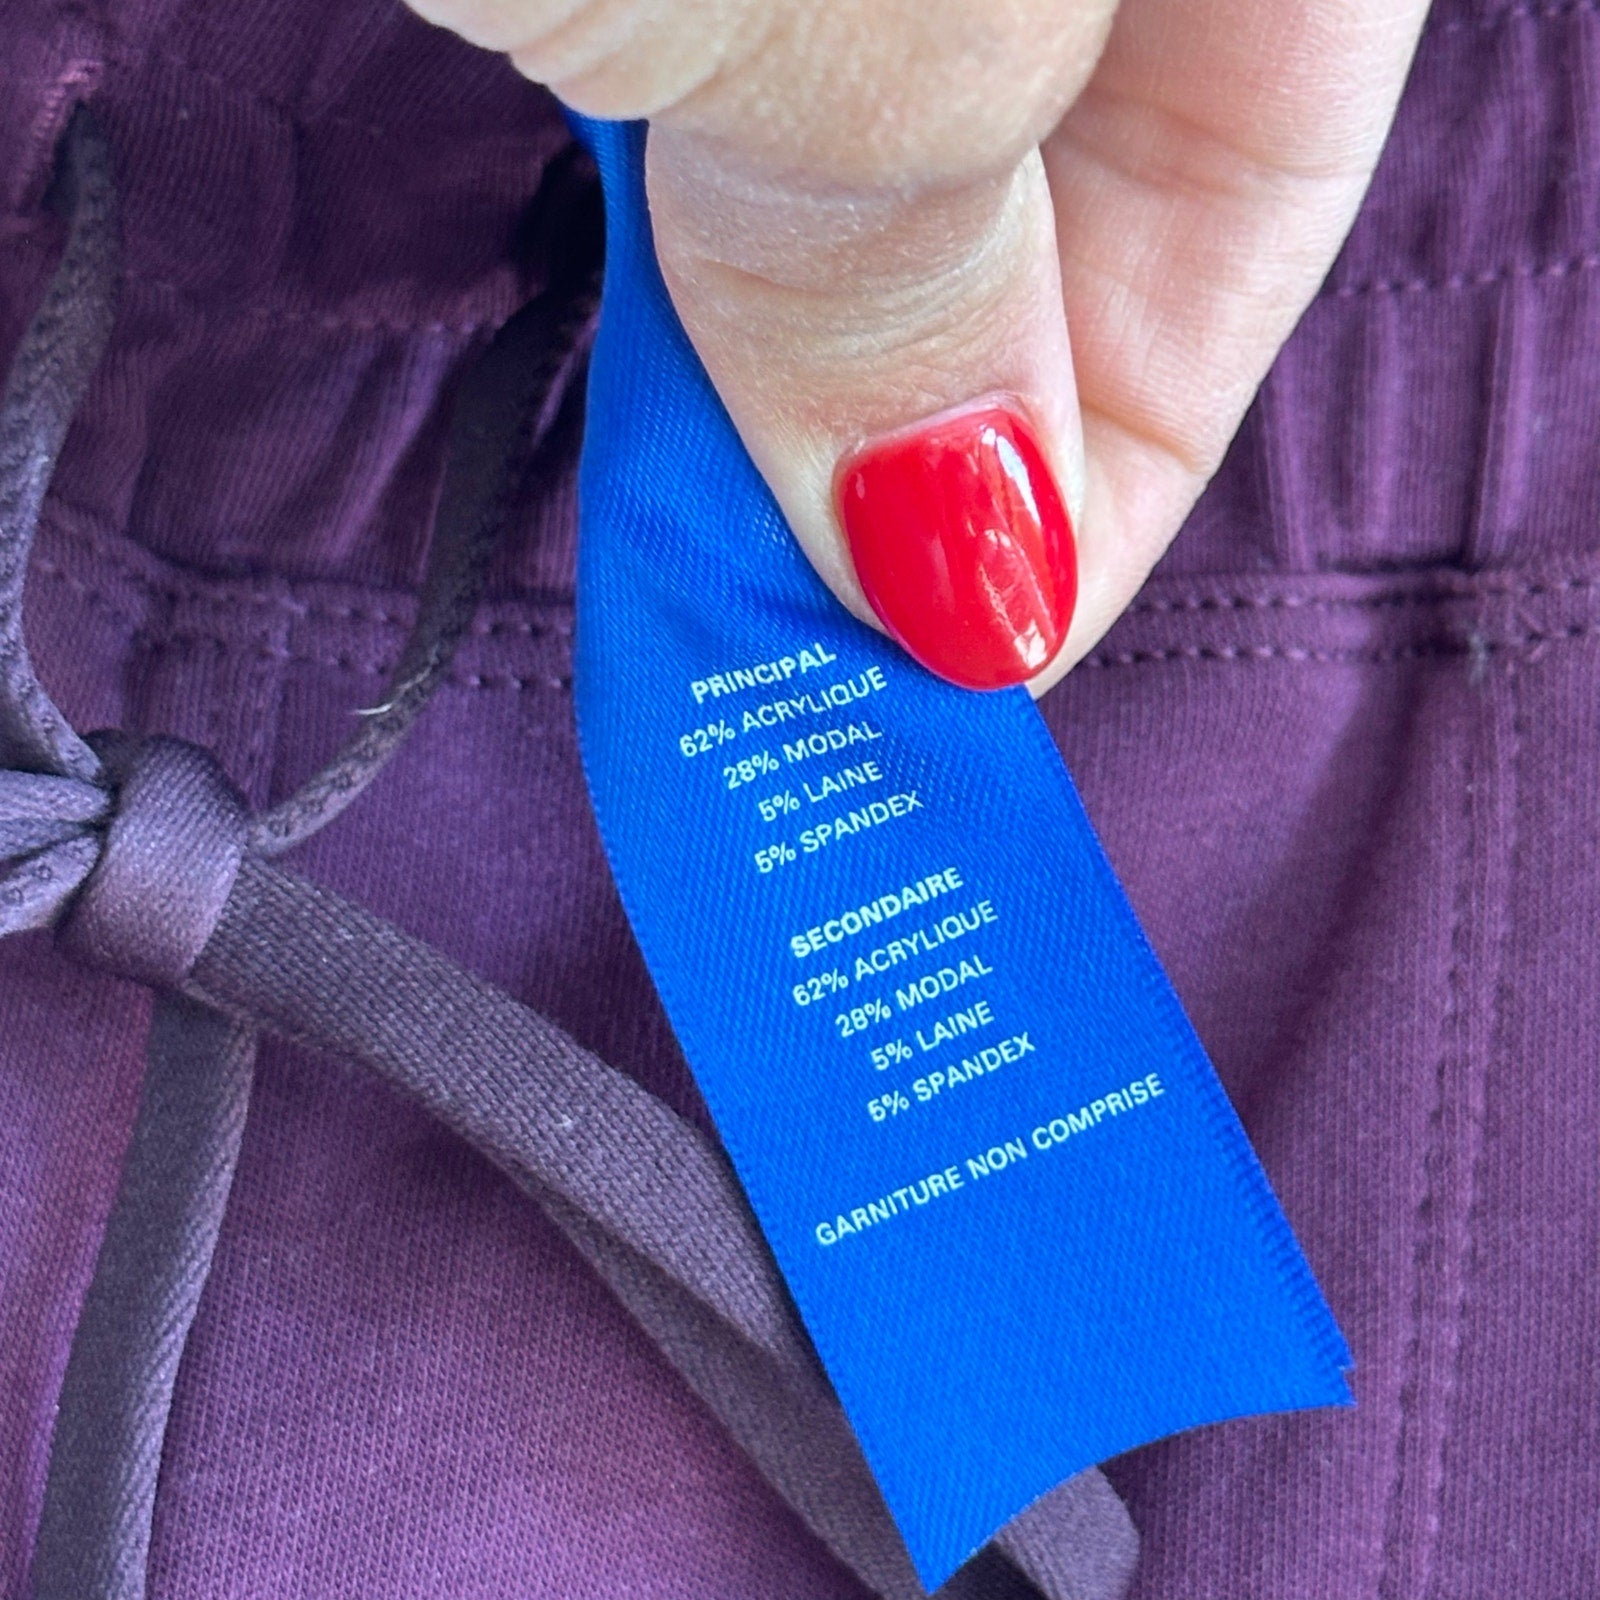 PRINCIPAL
62% ACRYLIQUE
28% MODAL
5% LAINE
5% SPANDEX
SECONDAIRE
62% ACRYLIQUE
28% MODAL
5% LAINE
5% SPANDEX
GARNITURE NON COMPRISE